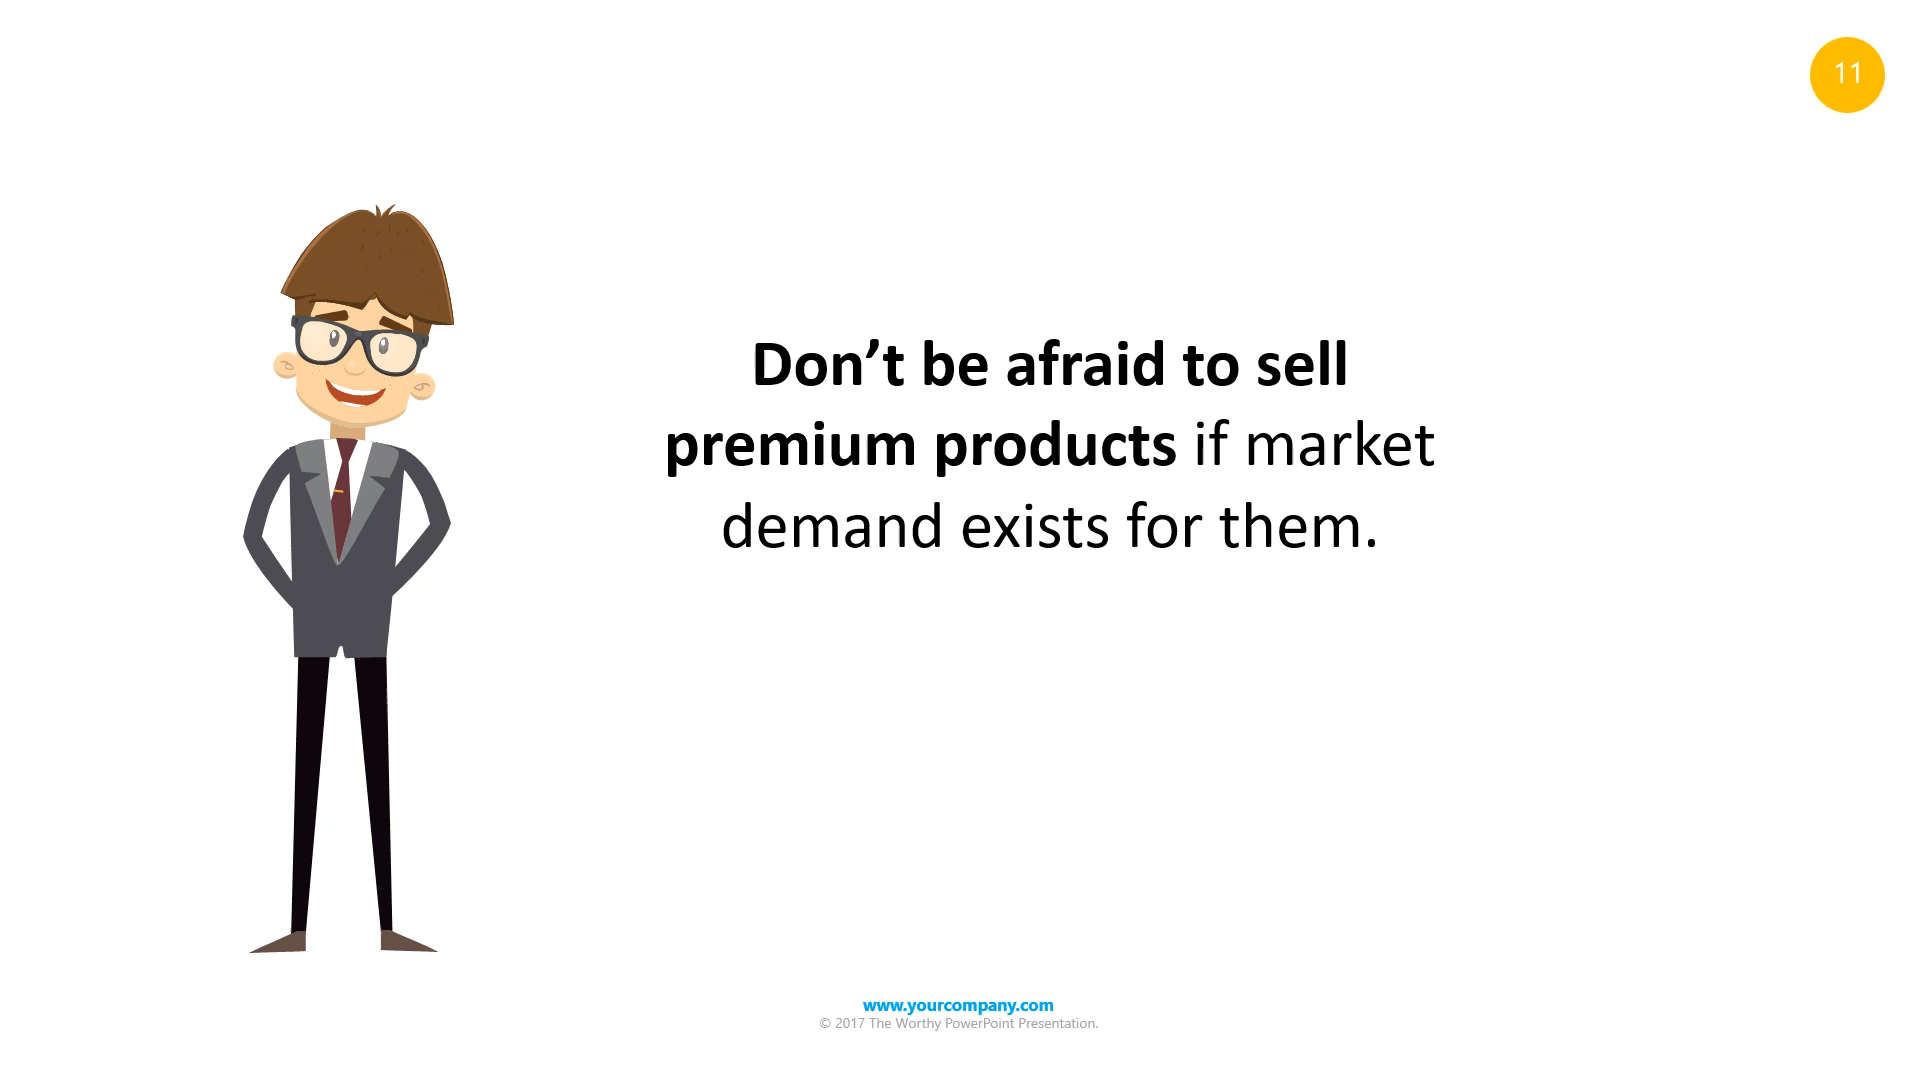 11
Don’t be afraid to sell
premium products if market
demand exists for them.
www.yourcompany.com
© 2017 The Worthy PowerPoint Presentation.